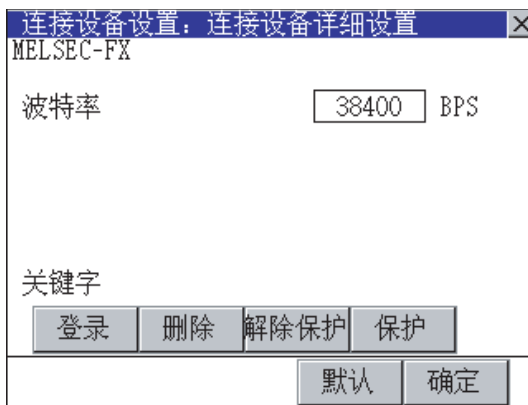 连接设备设置：连接设备详细设置 ×
MELSEC-FX
波特率 38400 BPS
关键字
登录 删除 解除保护 保护
默认 确定